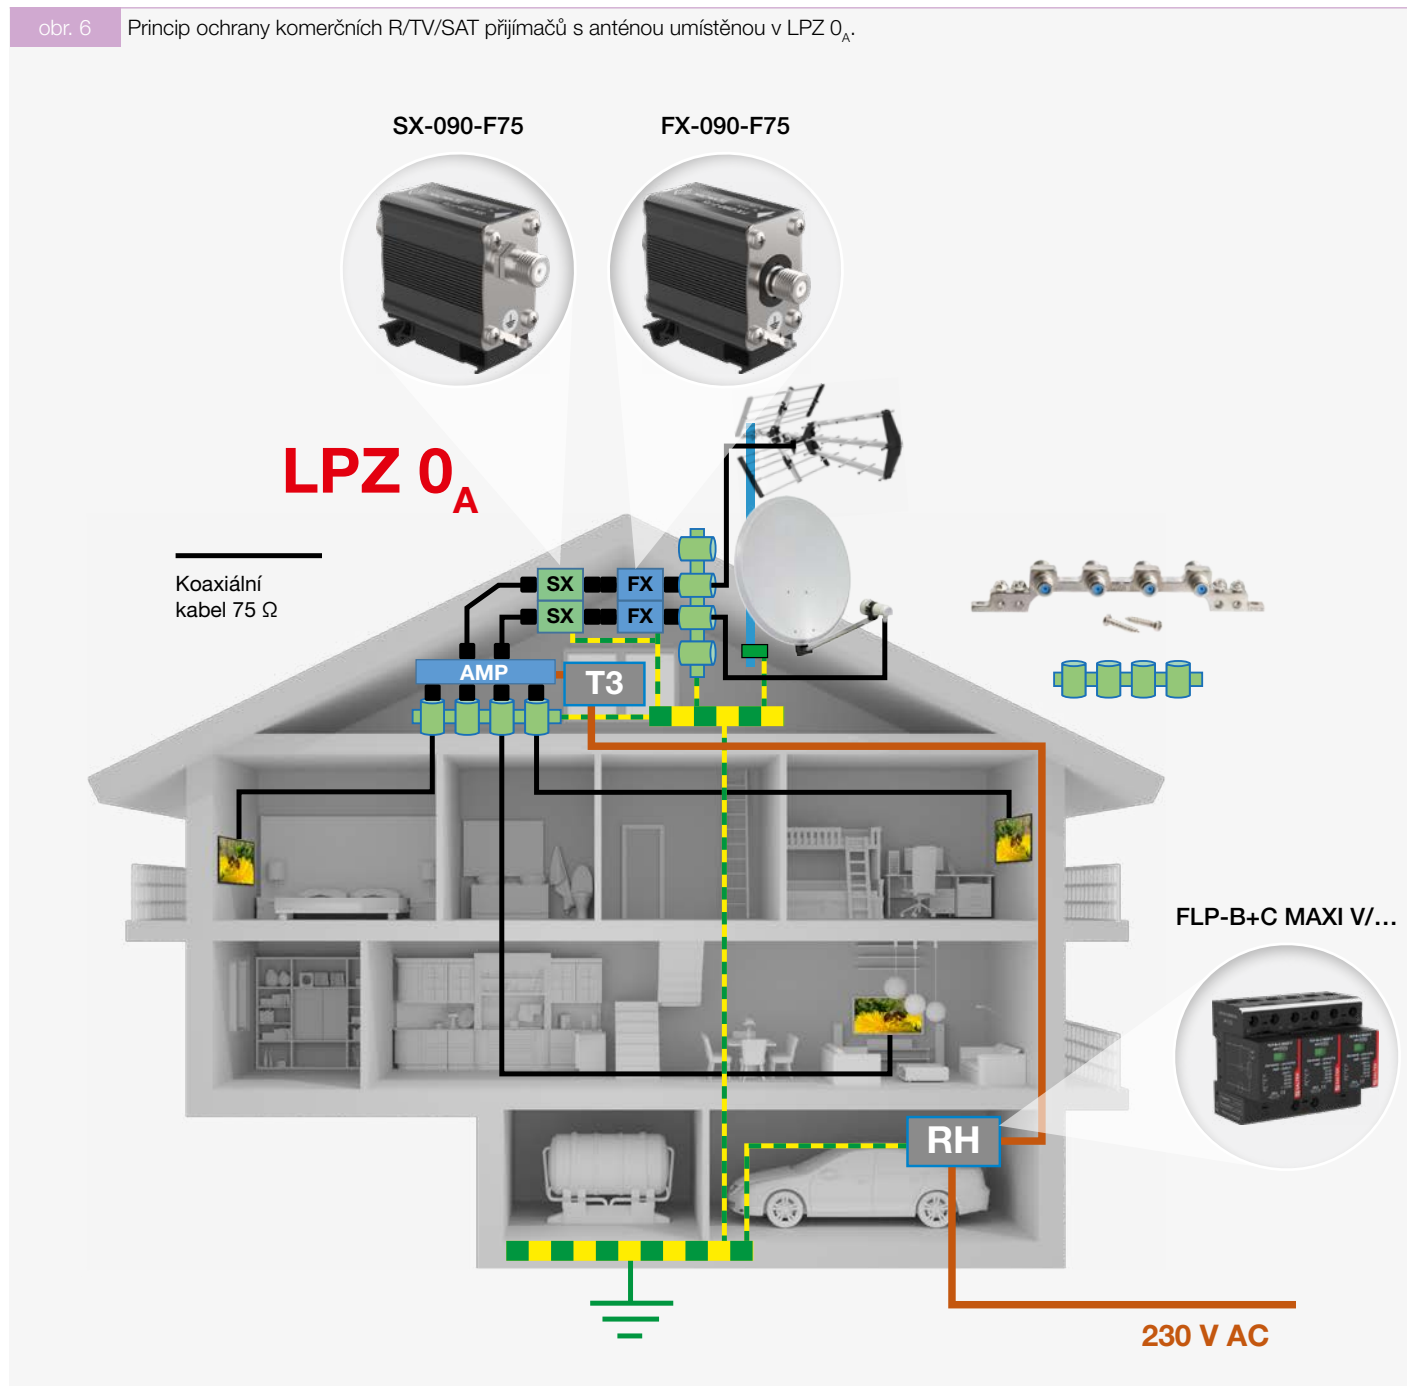 obr. 6
Princip ochrany komerčních R/TV/SAT přijímačů s anténou umístěnou v LPZ 0A.
SX-090-F75
FX-090-F75
LPZ 0A
Koaxiální
kabel 75 Ω
SX
FX
SX
FX
AMP
T3
FLP-B+C MAXI V/…
RH
230 V AC